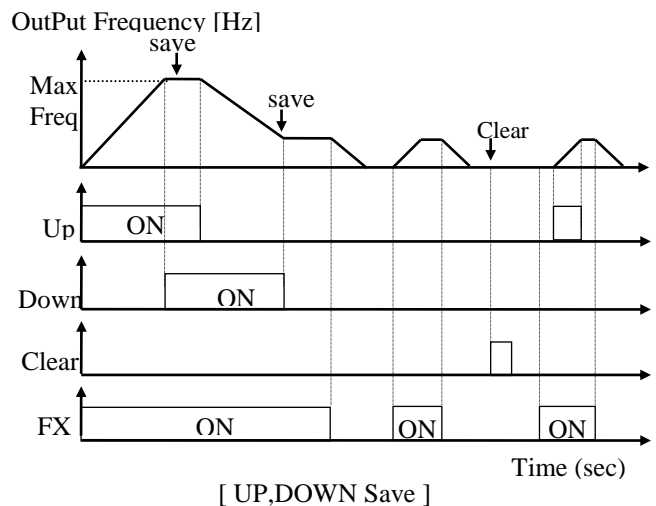 OutPut Frequency [Hz]
save
Max
Freq
save
Clear
Up
ON
Down
ON
Clear
FX
ON
ON
ON
Time (sec)
[ UP,DOWN Save ]